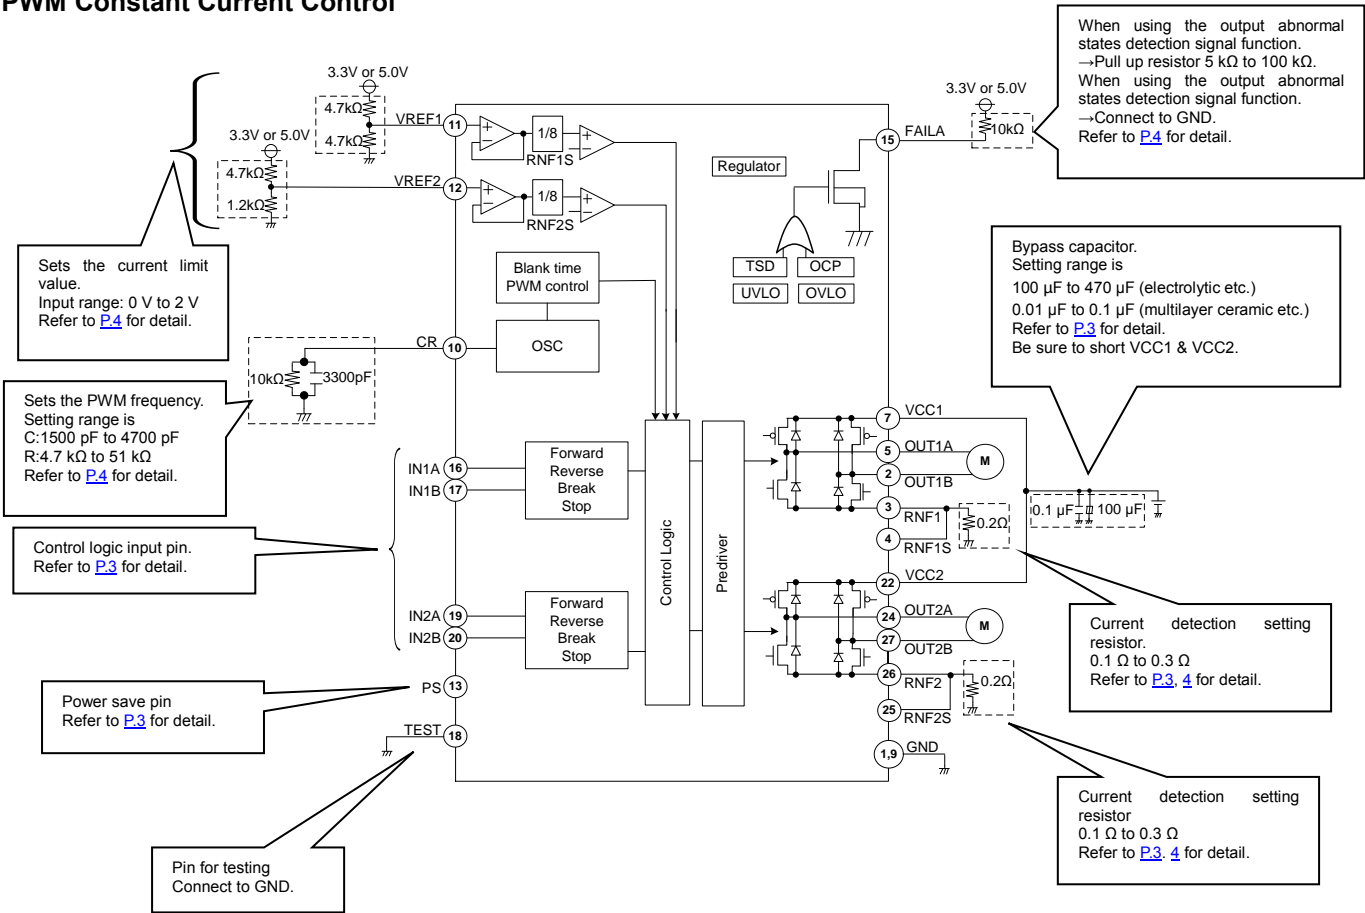 PWM Constant Current Control
When using the output abnormal
states detection signal function.
→Pull up resistor 5 kΩ to 100 kΩ.
When using the output abnormal
states detection signal function.
→Connect to GND.
Refer to P.4 for detail.
3.3V or 5.0V
4.7kΩ
4.7kΩ
VREF1
11
1/8
RNF1S
3.3V or 5.0V
4.7kΩ
1.2kΩ
VREF2
12
1/8
RNF2S
3.3V or 5.0V
10kΩ
15
FAILA
Regulator
TSD
OCP
UVLO
OVLO
Sets the current limit
value.
Input range: 0 V to 2 V
Refer to P.4 for detail.
Bypass capacitor.
Setting range is
100 µF to 470 µF (electrolytic etc.)
0.01 µF to 0.1 µF (multilayer ceramic etc.)
Refer to P.3 for detail.
Be sure to short VCC1 & VCC2.
Blank time
PWM control
OSC
CR
10
10kΩ
3300pF
Sets the PWM frequency.
Setting range is
C:1500 pF to 4700 pF
R:4.7 kΩ to 51 kΩ
Refer to P.4 for detail.
IN1A
16
IN1B
17
Forward
Reverse
Break
Stop
Control Logic
Predriver
7
VCC1
5
OUT1A
2
OUT1B
M
3
RNF1
4
RNF1S
0.2Ω
0.1 µF
100 µF
Control logic input pin.
Refer to P.3 for detail.
IN2A
19
IN2B
20
Forward
Reverse
Break
Stop
22
VCC2
24
OUT2A
27
OUT2B
M
26
RNF2
25
RNF2S
0.2Ω
1,9
GND
Current detection setting
resistor.
0.1 Ω to 0.3 Ω
Refer to P.3, 4 for detail.
PS
13
Power save pin
Refer to P.3 for detail.
TEST
18
Current detection setting
resistor
0.1 Ω to 0.3 Ω
Refer to P.3. 4 for detail.
Pin for testing
Connect to GND.
+
−
+
−
+
−
+
−